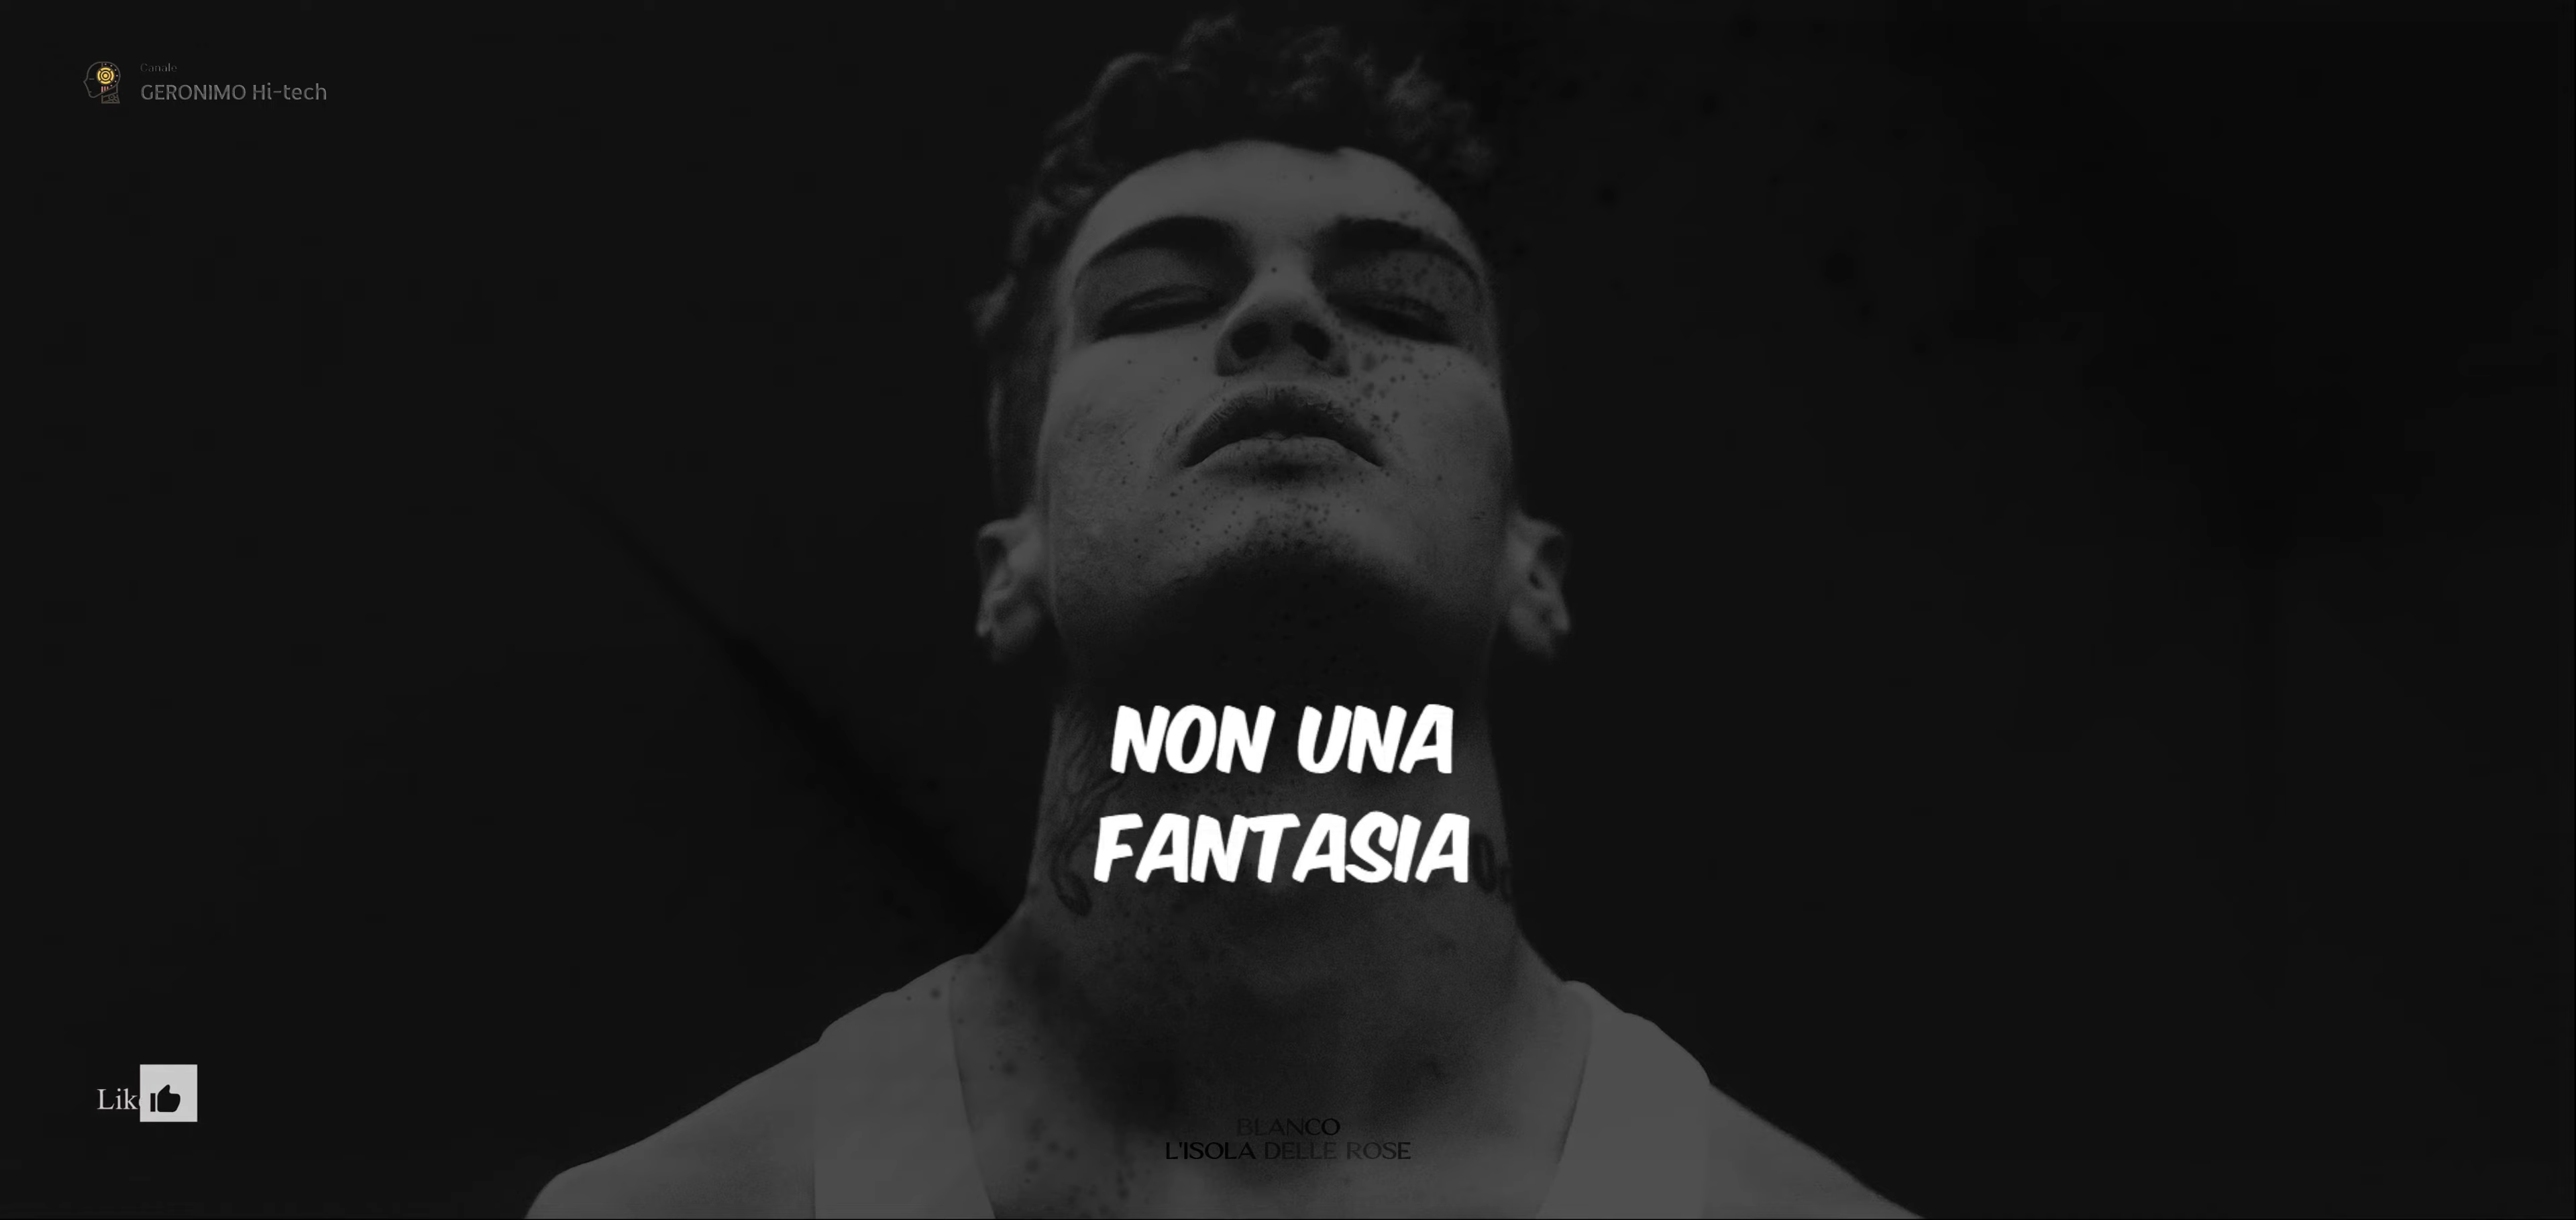 Canale
GERONIMO Hi-tech
NON UNA
FANTASIA
Lik
BLANCO
L'ISOLA DELLE ROSE